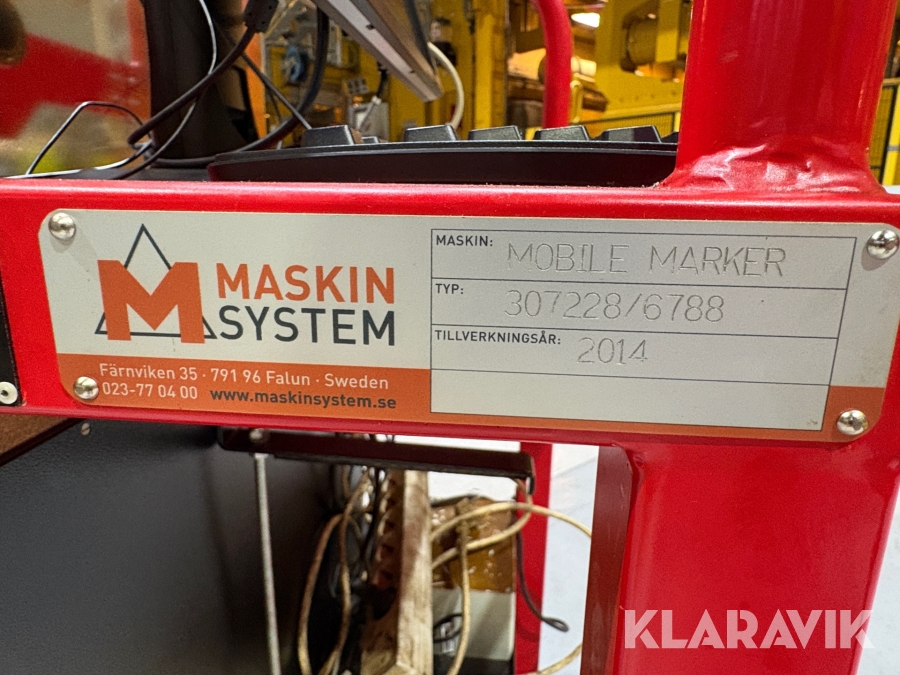 M MASKIN
SYSTEM
Färnviken 35 · 791 96 Falun · Sweden
023-77 04 00 www.maskinsystem.se
MASKIN: MOBILE MARKER
TYP: 307228/6788
TILLVERKNINGSÅR: 2014
KLARAVIK